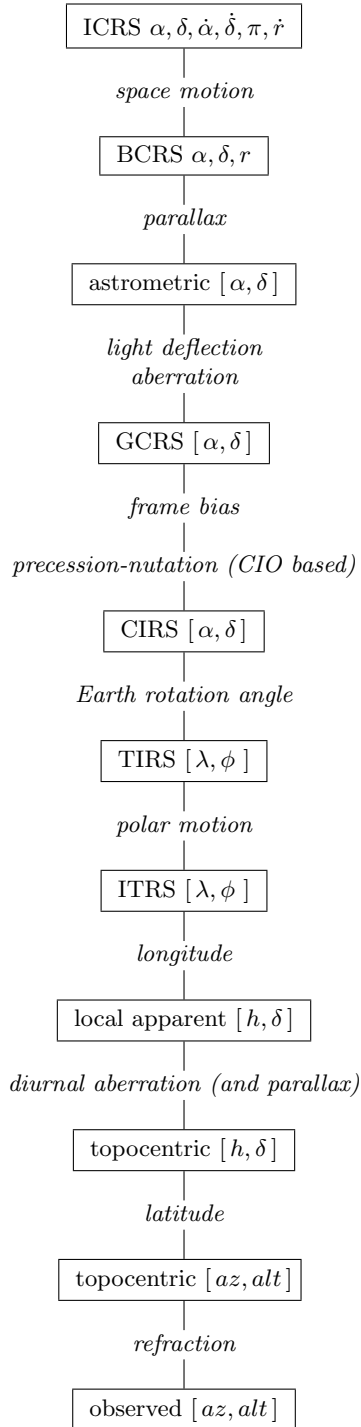 ICRS α, δ, α̇, δ̇, π, ṙ
space motion
BCRS α, δ, r
parallax
astrometric [ α, δ ]
light deflection
aberration
GCRS [ α, δ ]
frame bias
precession-nutation (CIO based)
CIRS [ α, δ ]
Earth rotation angle
TIRS [ λ, ϕ ]
polar motion
ITRS [ λ, ϕ ]
longitude
local apparent [ h, δ ]
diurnal aberration (and parallax)
topocentric [ h, δ ]
latitude
topocentric [ az, alt ]
refraction
observed [ az, alt ]